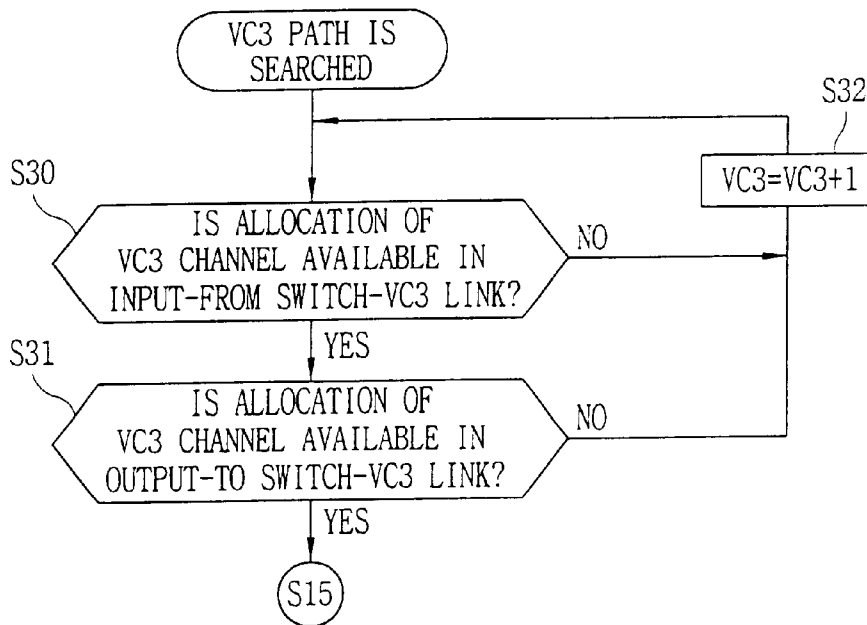 VC3 PATH IS
SEARCHED
S32
VC3=VC3+1
S30
IS ALLOCATION OF
VC3 CHANNEL AVAILABLE IN
INPUT-FROM SWITCH-VC3 LINK?
NO
YES
S31
IS ALLOCATION OF
VC3 CHANNEL AVAILABLE IN
OUTPUT-TO SWITCH-VC3 LINK?
NO
YES
S15